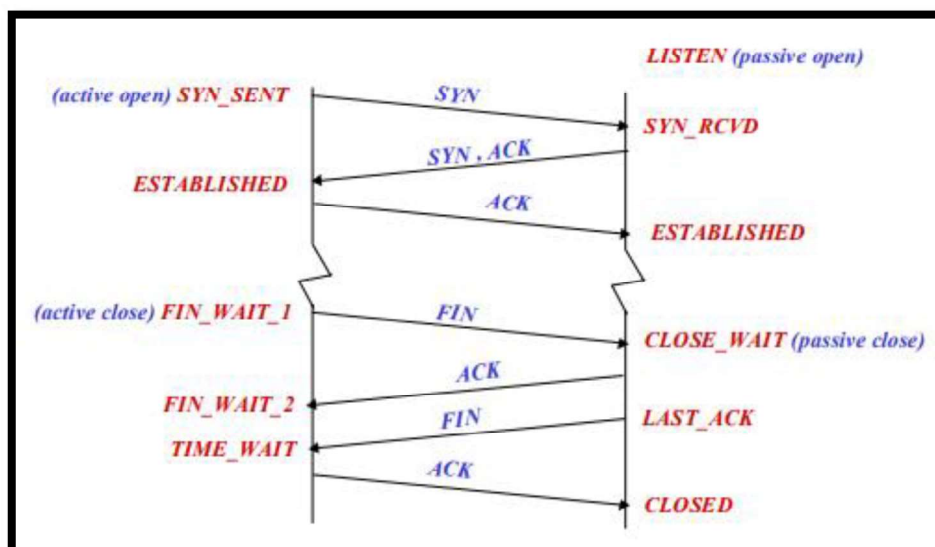 LISTEN (passive open)
(active open) SYN_SENT
SYN
SYN_RCVD
SYN , ACK
ESTABLISHED
ACK
ESTABLISHED
(active close) FIN_WAIT_1
FIN
CLOSE_WAIT (passive close)
ACK
FIN_WAIT_2
FIN
LAST_ACK
TIME_WAIT
ACK
CLOSED